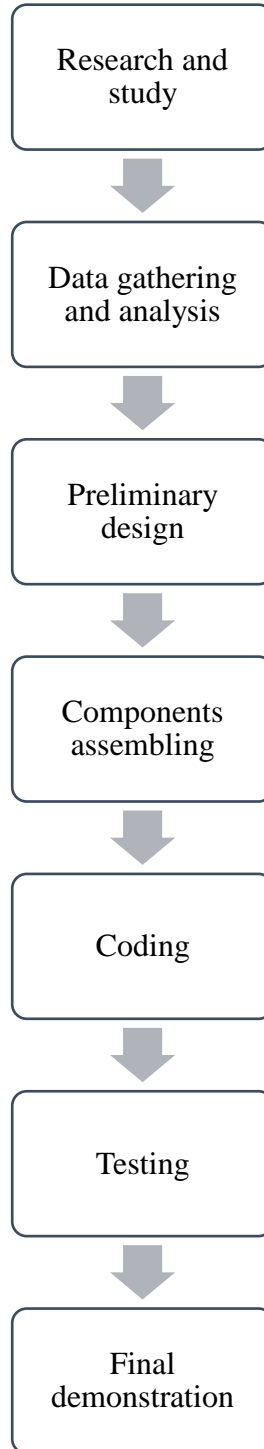 Research and
study
Data gathering
and analysis
Preliminary
design
Components
assembling
Coding
Testing
Final
demonstration